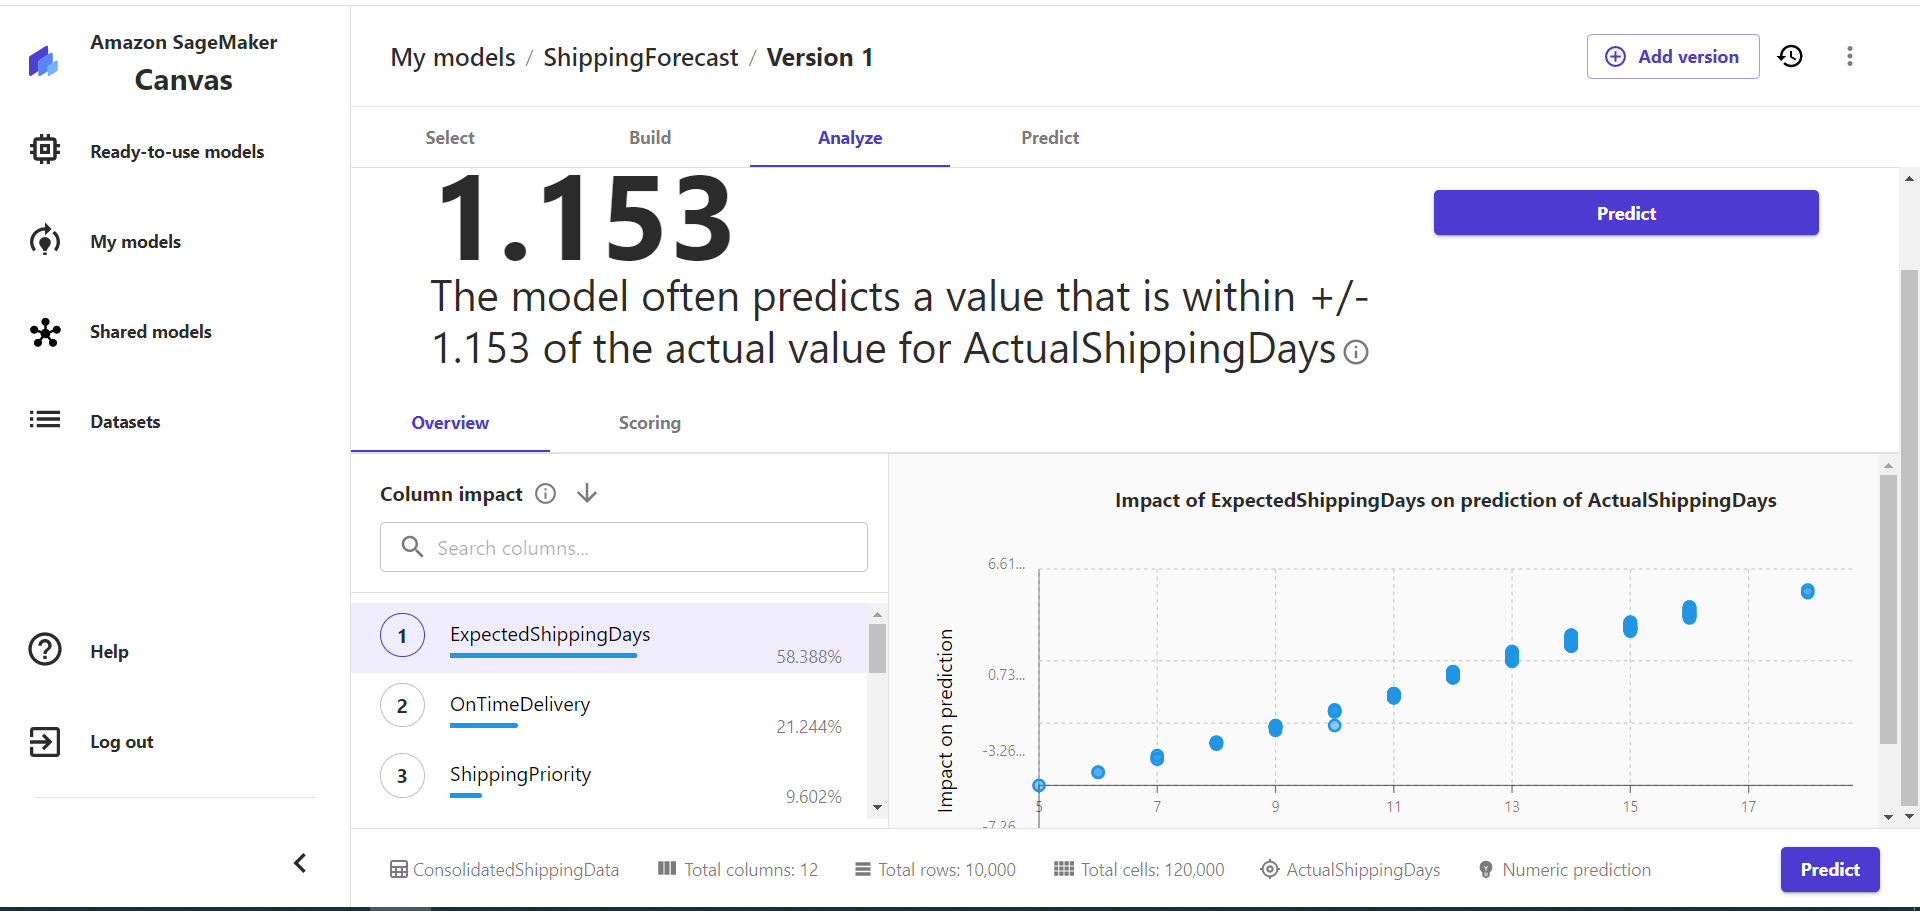 Amazon SageMaker
Canvas
Ready-to-use models
My models
Shared models
Datasets
Help
Log out
My models / ShippingForecast / Version 1
Add version
Select Build Analyze Predict
1.153
Predict
The model often predicts a value that is within +/-
1.153 of the actual value for ActualShippingDays
Overview Scoring
Column impact
Search columns...
1 ExpectedShippingDays
58.388%
2 OnTimeDelivery
21.244%
3 ShippingPriority
9.602%
Impact of ExpectedShippingDays on prediction of ActualShippingDays
Impact on prediction
6.61...
0.73...
-3.26...
-7.26
5 7 9 11 13 15 17
ConsolidatedShippingData Total columns: 12 Total rows: 10,000 Total cells: 120,000 ActualShippingDays Numeric prediction
Predict